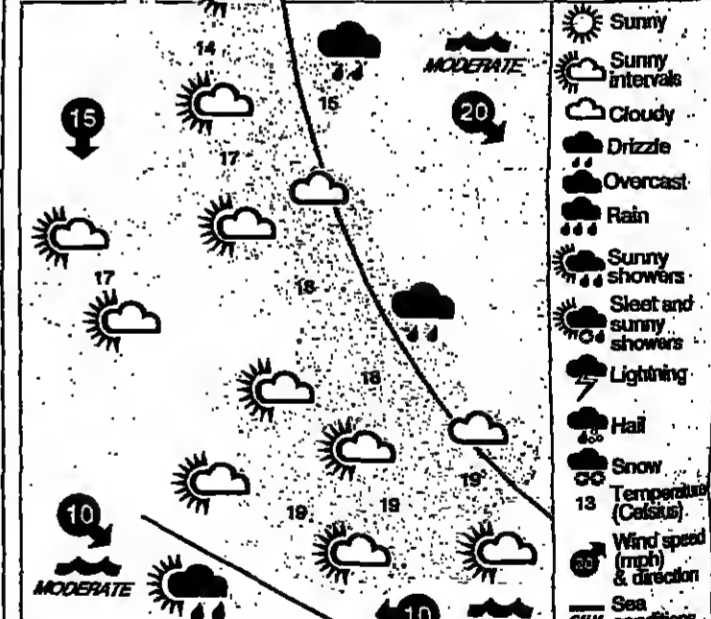 14
15
MODERATE
15
20
17
17
18
18
19
19
19
10
MODERATE
10
Sunny
Sunny
intervals
Cloudy
Drizzle
Overcast
Rain
Sunny
showers
Sleet and
sunny
showers
Lightning
Hail
Snow
13
Temperature
(Celsius)
20
Wind speed
(mph)
& direction
Sea
conditions